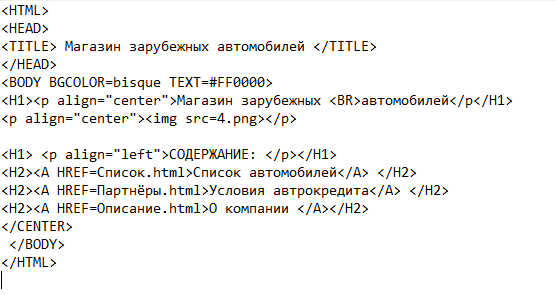 <HTML>
<HEAD>
<TITLE> Магазин зарубежных автомобилей </TITLE>
</HEAD>
<BODY BGCOLOR=bisque TEXT=#FF0000>
<H1><p align="center">Магазин зарубежных <BR>автомобилей</p></H1>
<p align="center"><img src=4.png></p>
<H1> <p align="left">СОДЕРЖАНИЕ: </p></H1>
<H2><A HREF=Список.html>Список автомобилей</A> </H2>
<H2><A HREF=Партнёры.html>Условия автрокредита</A> </H2>
<H2><A HREF=Описание.html>О компании </A></H2>
</CENTER>
 </BODY>
</HTML>